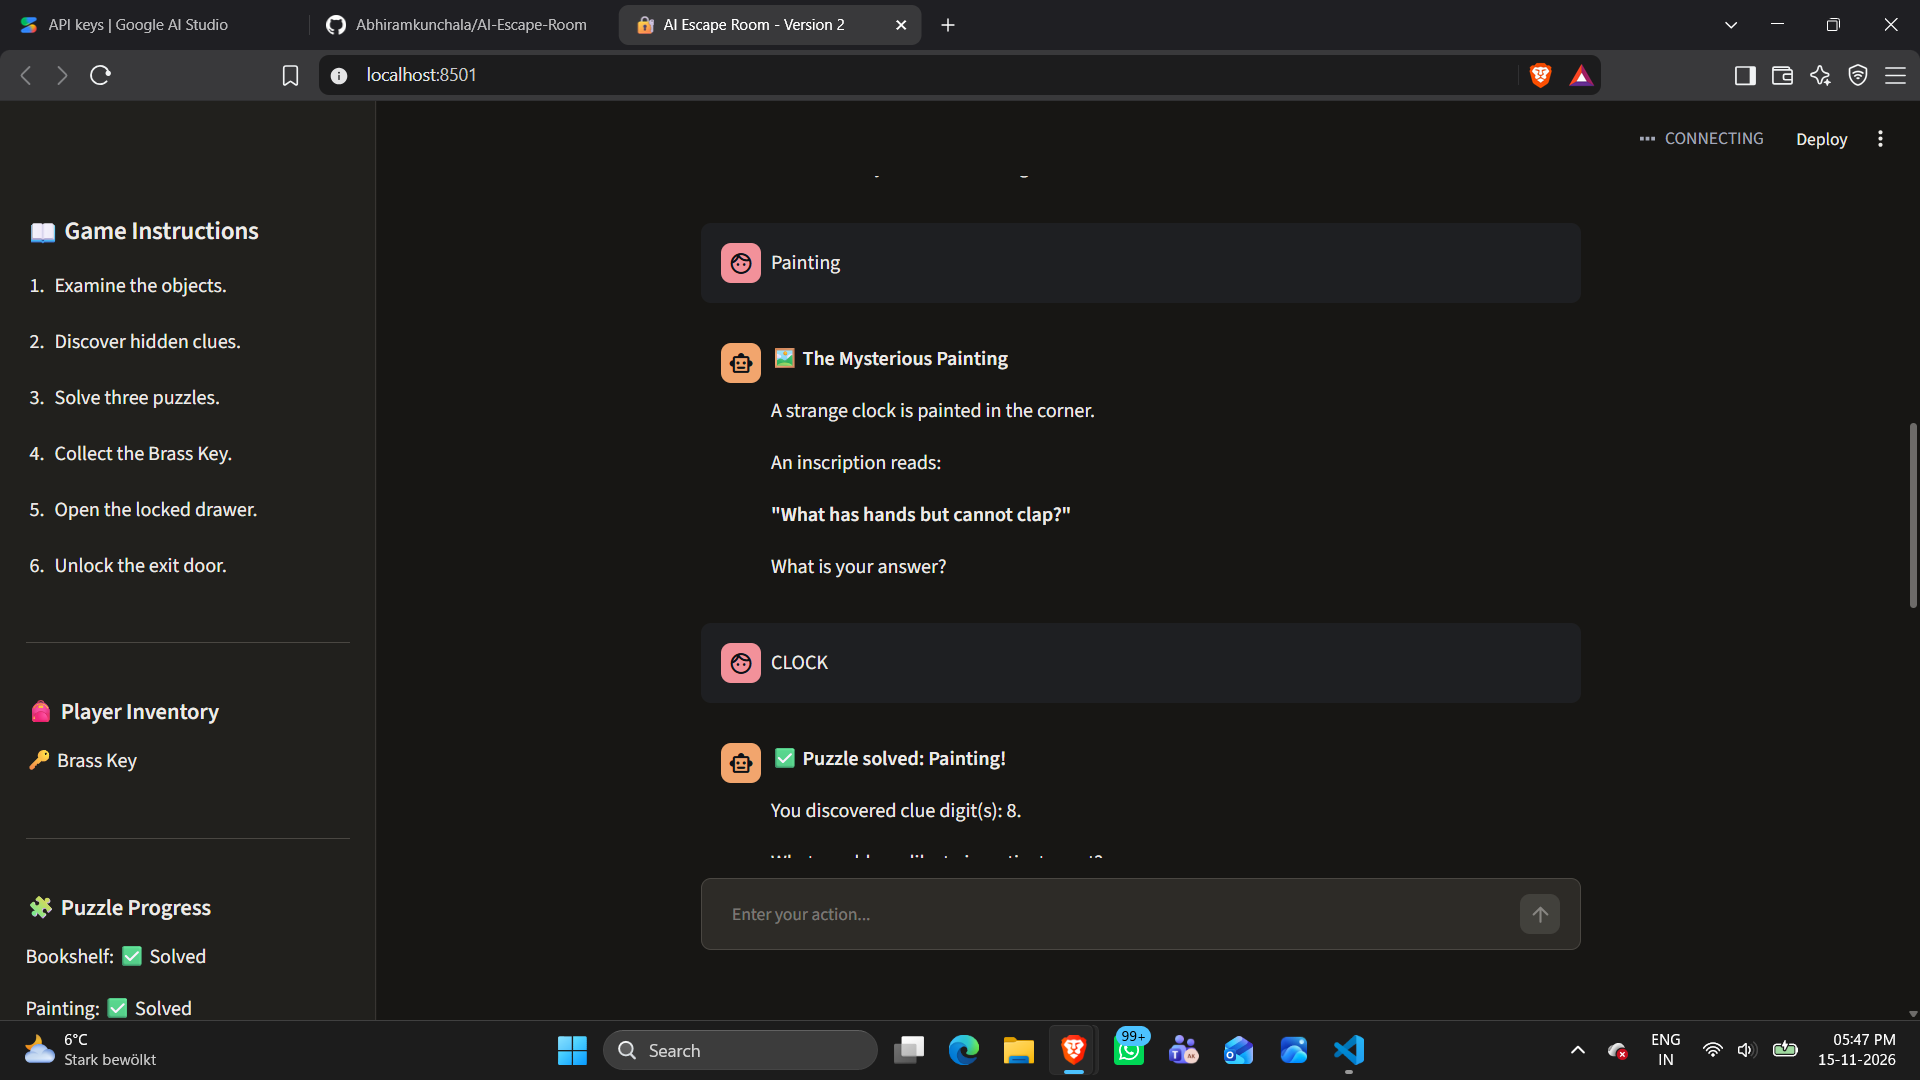 API keys | Google AI Studio
Abhiramkunchala/AI-Escape-Room
AI Escape Room - Version 2
localhost:8501
CONNECTING
Deploy
📖 Game Instructions
1. Examine the objects.
2. Discover hidden clues.
3. Solve three puzzles.
4. Collect the Brass Key.
5. Open the locked drawer.
6. Unlock the exit door.
🎒 Player Inventory
🔑 Brass Key
🧩 Puzzle Progress
Bookshelf: ✅ Solved
Painting: ✅ Solved
Painting
🖼️ The Mysterious Painting
A strange clock is painted in the corner.
An inscription reads:
"What has hands but cannot clap?"
What is your answer?
CLOCK
✅ Puzzle solved: Painting!
You discovered clue digit(s): 8.
Enter your action...
6°C
Stark bewölkt
Search
99+
ENG
IN
05:47 PM
15-11-2026